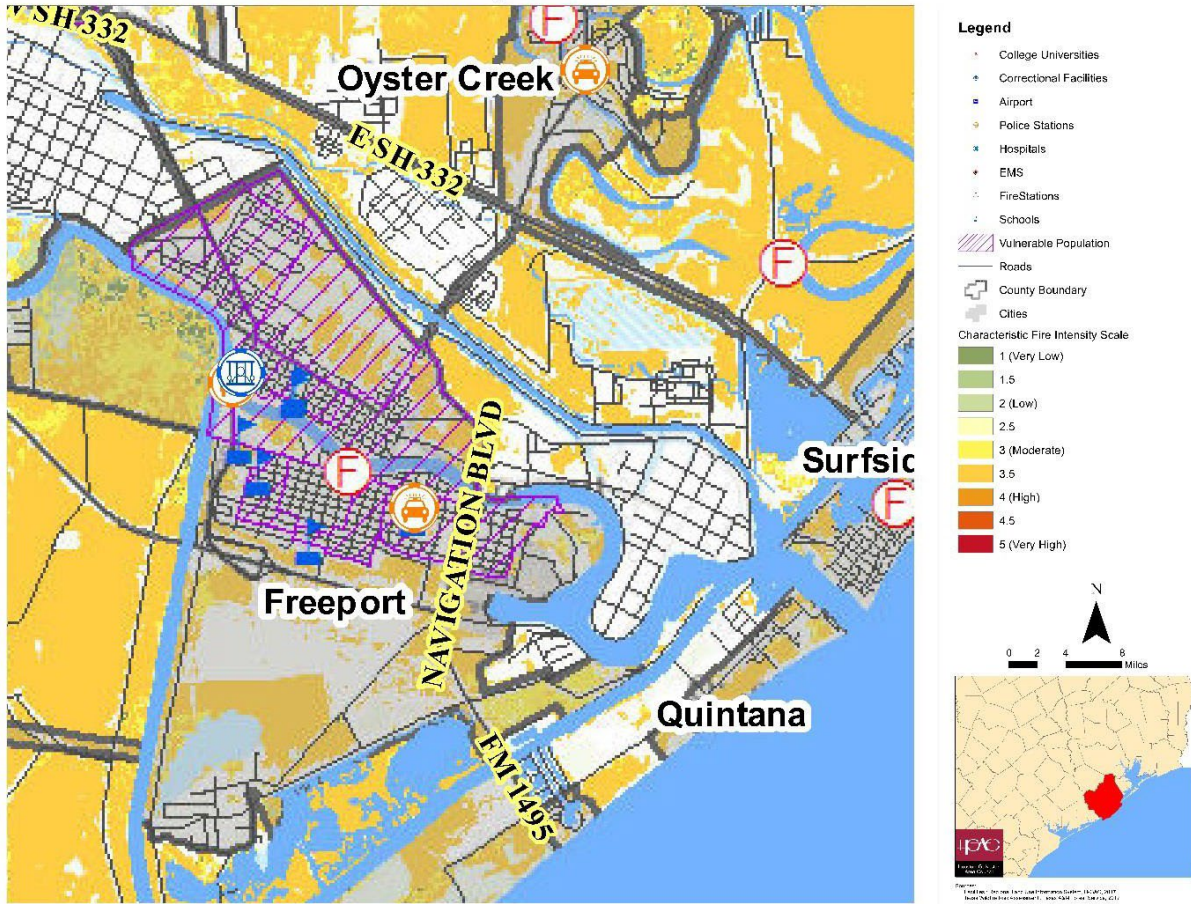 V SH 332
Oyster Creek
E SH 332
F
F
F
F
Surfsid
NAVIGATION BLVD
Freeport
Quintana
FM 1495
Legend
College Universities
Correctional Facilities
Airport
Police Stations
Hospitals
EMS
FireStations
Schools
Vulnerable Population
Roads
County Boundary
Cities
Characteristic Fire Intensity Scale
1 (Very Low)
1.5
2 (Low)
2.5
3 (Moderate)
3.5
4 (High)
4.5
5 (Very High)
N
0 2 4 8
Miles